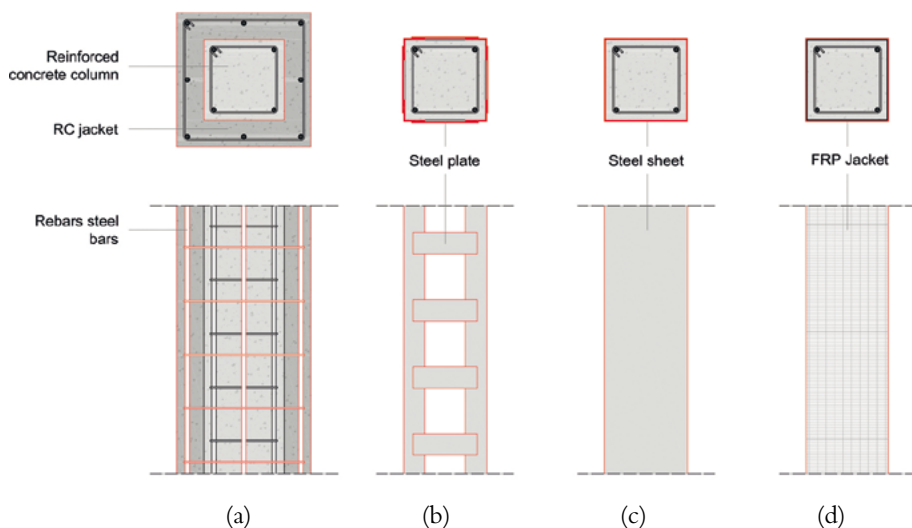 Reinforced
concrete column
RC jacket
Steel plate
Steel sheet
FRP Jacket
Rebars steel
bars
(a)
(b)
(c)
(d)